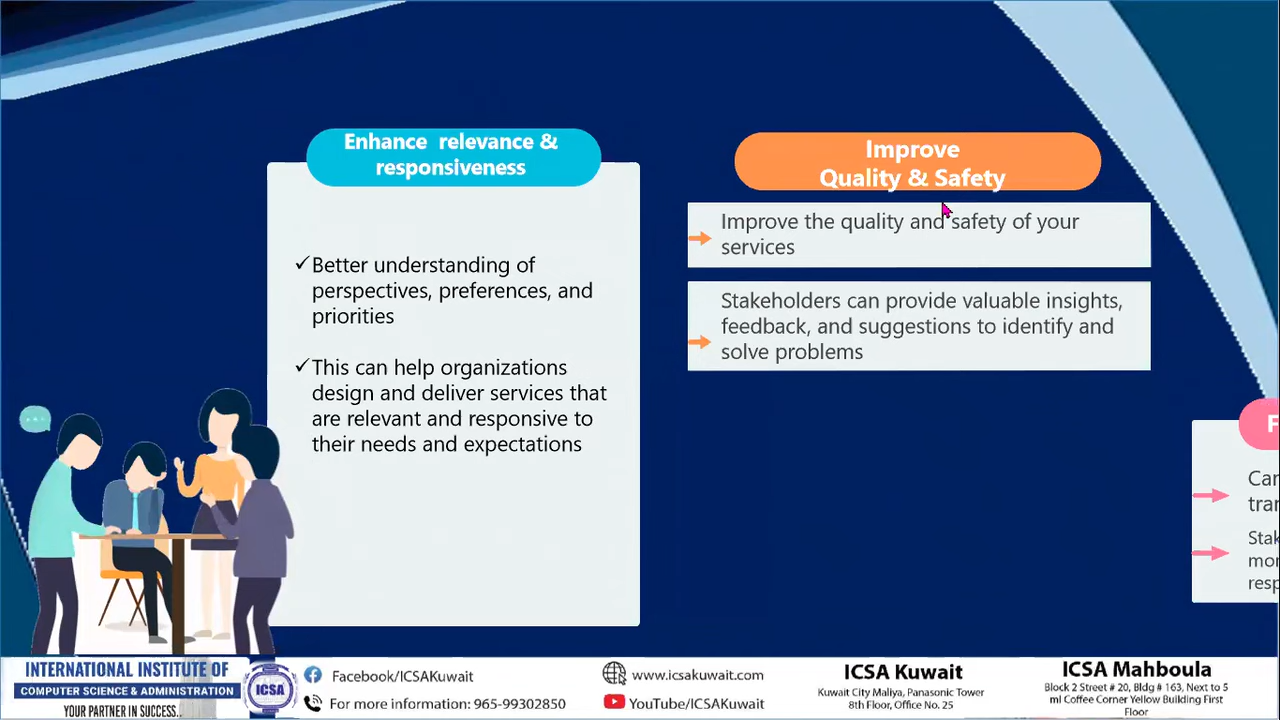 Enhance relevance &
responsiveness
Better understanding of
perspectives, preferences, and
priorities
This can help organizations
design and deliver services that
are relevant and responsive to
their needs and expectations
Improve
Quality & Safety
Improve the quality and safety of your
services
Stakeholders can provide valuable insights,
feedback, and suggestions to identify and
solve problems
INTERNATIONAL INSTITUTE OF
COMPUTER SCIENCE & ADMINISTRATION
YOUR PARTNER IN SUCCESS...
ICSA
Facebook/ICSAKuwait
For more information: 965-99302850
www.icsakuwait.com
YouTube/ICSAKuwait
ICSA Kuwait
Kuwait City Maliya, Panasonic Tower
8th Floor, Office No. 25
ICSA Mahboula
Block 2 Street # 20, Bldg # 163, Next to 5
ml Coffee Corner Yellow Building First
Floor